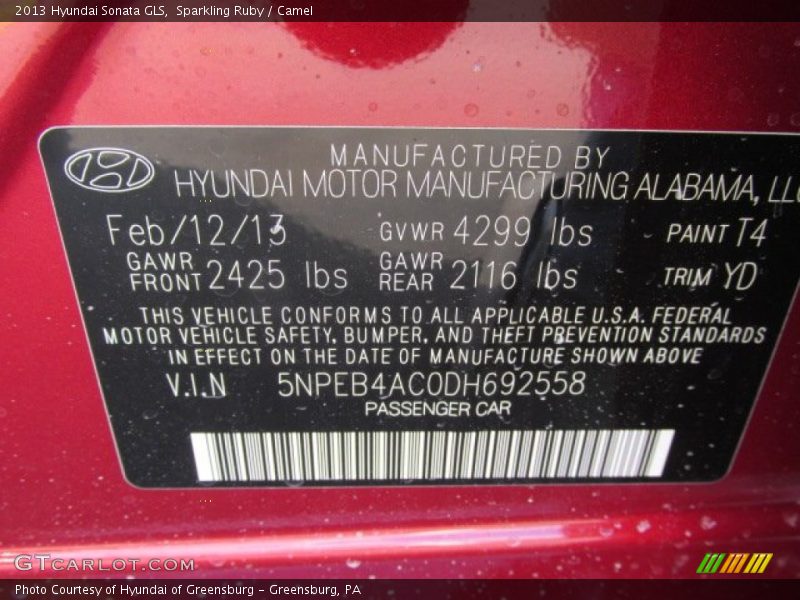 2013 Hyundai Sonata GLS, Sparkling Ruby / Camel
MANUFACTURED BY
HYUNDAI MOTOR MANUFACTURING ALABAMA, LLC
Feb/12/13 GVWR 4299 lbs PAINT T4
GAWR FRONT 2425 lbs GAWR REAR 2116 lbs TRIM YD
THIS VEHICLE CONFORMS TO ALL APPLICABLE U.S.A. FEDERAL
MOTOR VEHICLE SAFETY, BUMPER, AND THEFT PREVENTION STANDARDS
IN EFFECT ON THE DATE OF MANUFACTURE SHOWN ABOVE
V.I.N 5NPEB4AC0DH692558
PASSENGER CAR
GTCARLOT.COM
Photo Courtesy of Hyundai of Greensburg - Greensburg, PA